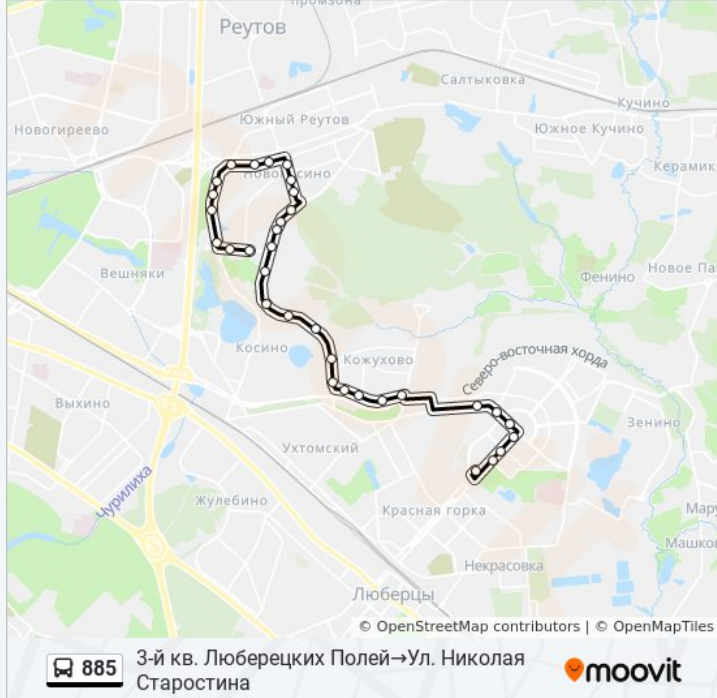 Промзона
Реутов
Салтыковка
Кучино
Южный Реутов
Новогиреево
Южное Кучино
Керамик
Новокосино
Вешняки
Фенино
Новое Па
Косино
Кожухово
Северо-восточная хорда
Выхино
Зенино
Ухтомский
Чурилиха
Жулебино
Красная горка
Мару
Машков
Некрасовка
Люберцы
© OpenStreetMap contributors | © OpenMapTiles
885
3-й кв. Люберецких Полей→Ул. Николая
Старостина
moovit